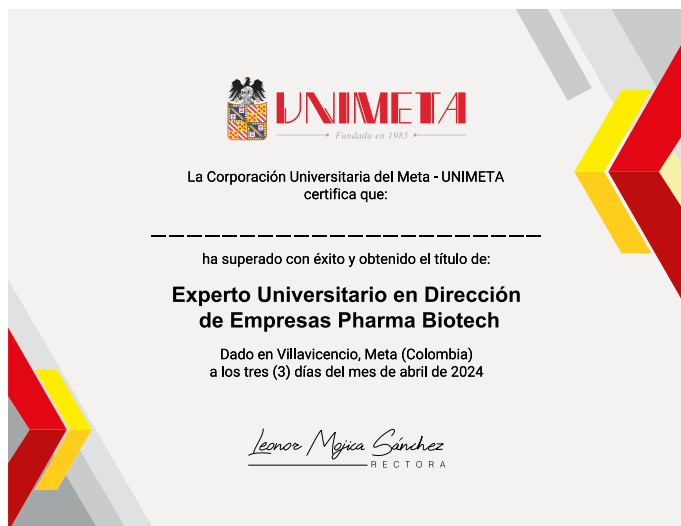 UNIMETA
Fundada en 1985
La Corporación Universitaria del Meta - UNIMETA
certifica que:
ha superado con éxito y obtenido el título de:
Experto Universitario en Dirección
de Empresas Pharma Biotech
Dado en Villavicencio, Meta (Colombia)
a los tres (3) días del mes de abril de 2024
Leonor Mojica Sánchez
RECTORA